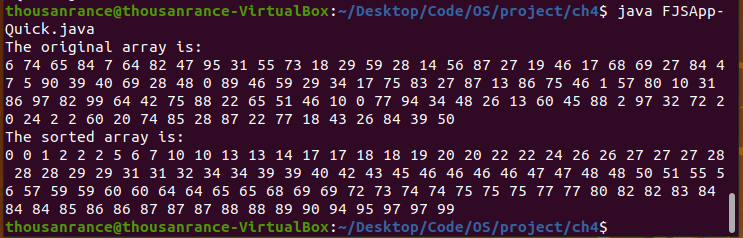 thousanrance@thousanrance-VirtualBox:~/Desktop/Code/OS/project/ch4$ java FJSApp-
Quick.java
The original array is:
6 74 65 84 7 64 82 47 95 31 55 73 18 29 59 28 14 56 87 27 19 46 17 68 69 27 84 4
7 5 90 39 40 69 28 48 0 89 46 59 29 34 17 75 83 27 87 13 86 75 46 1 57 80 10 31
86 97 82 99 64 42 75 88 22 65 51 46 10 0 77 94 34 48 26 13 60 45 88 2 97 32 72 2
0 24 2 2 60 20 74 85 28 87 22 77 18 43 26 84 39 50
The sorted array is:
0 0 1 2 2 2 5 6 7 10 10 13 13 14 17 17 18 18 19 20 20 22 22 24 26 26 27 27 27 28
28 28 29 29 31 31 32 34 34 39 39 40 42 43 45 46 46 46 46 47 47 48 48 50 51 55 5
6 57 59 59 60 60 64 64 65 65 68 69 69 72 73 74 74 75 75 75 77 77 80 82 82 83 84
84 84 85 86 86 87 87 87 88 88 89 90 94 95 97 97 99
thousanrance@thousanrance-VirtualBox:~/Desktop/Code/OS/project/ch4$